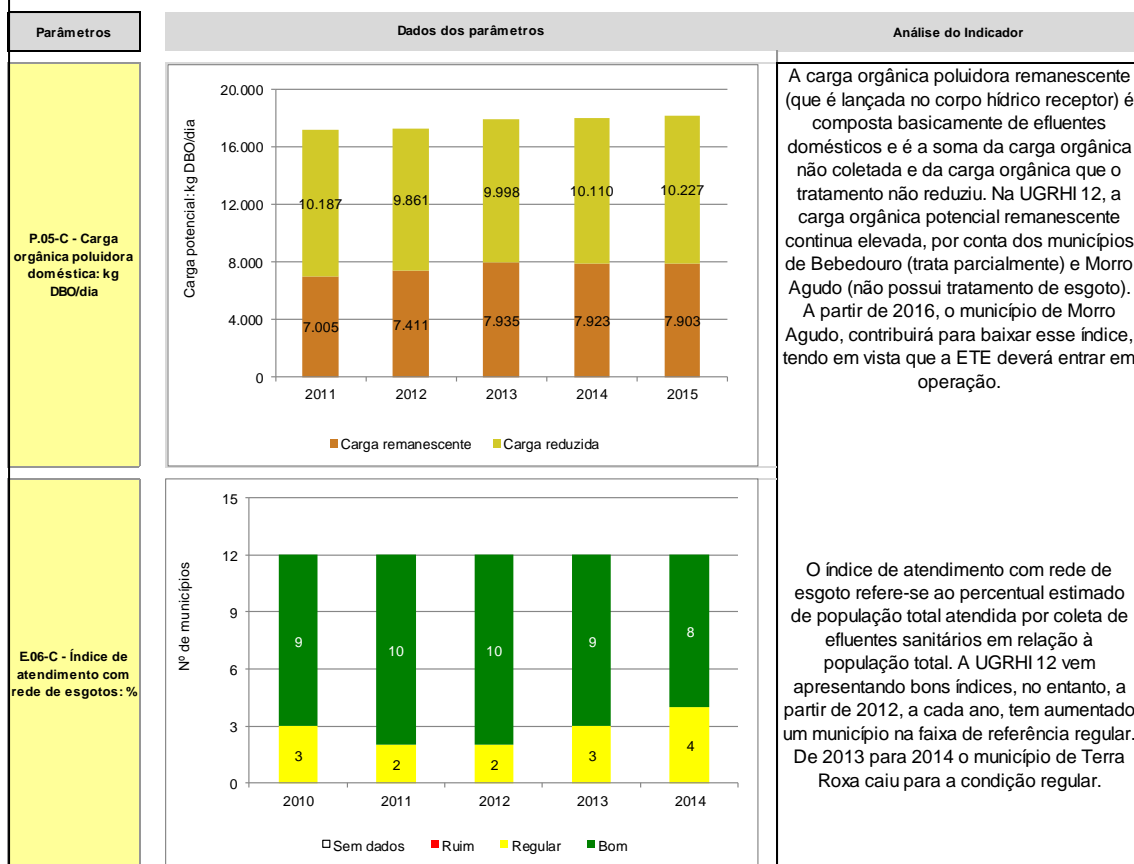 Parâmetros
Dados dos parâmetros
Análise do Indicador
P.05-C - Carga
orgânica poluidora
doméstica: kg
DBO/dia
Carga potencial: kg DBO/dia
20.000
16.000
12.000
8.000
4.000
0
10.187
9.861
9.998
10.110
10.227
7.005
7.411
7.935
7.923
7.903
2011
2012
2013
2014
2015
Carga remanescente
Carga reduzida
A carga orgânica poluidora remanescente
(que é lançada no corpo hídrico receptor) é
composta basicamente de efluentes
domésticos e é a soma da carga orgânica
não coletada e da carga orgânica que o
tratamento não reduziu. Na UGRHI 12, a
carga orgânica potencial remanescente
continua elevada, por conta dos municípios
de Bebedouro (trata parcialmente) e Morro
Agudo (não possui tratamento de esgoto).
A partir de 2016, o município de Morro
Agudo, contribuirá para baixar esse índice,
tendo em vista que a ETE deverá entrar em
operação.
E.06-C - Índice de
atendimento com
rede de esgotos: %
Nº de municípios
15
12
9
6
3
0
9
10
10
9
8
3
2
2
3
4
2010
2011
2012
2013
2014
Sem dados
Ruim
Regular
Bom
O índice de atendimento com rede de
esgoto refere-se ao percentual estimado
de população total atendida por coleta de
efluentes sanitários em relação à
população total. A UGRHI 12 vem
apresentando bons índices, no entanto, a
partir de 2012, a cada ano, tem aumentado
um município na faixa de referência regular.
De 2013 para 2014 o município de Terra
Roxa caiu para a condição regular.